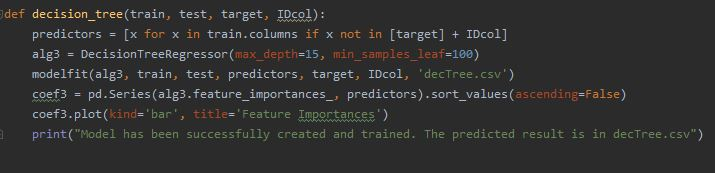 def decision_tree(train, test, target, IDcol):
    predictors = [x for x in train.columns if x not in [target] + IDcol]
    alg3 = DecisionTreeRegressor(max_depth=15, min_samples_leaf=100)
    modelfit(alg3, train, test, predictors, target, IDcol, 'decTree.csv')
    coef3 = pd.Series(alg3.feature_importances_, predictors).sort_values(ascending=False)
    coef3.plot(kind='bar', title='Feature Importances')
    print("Model has been successfully created and trained. The predicted result is in decTree.csv")